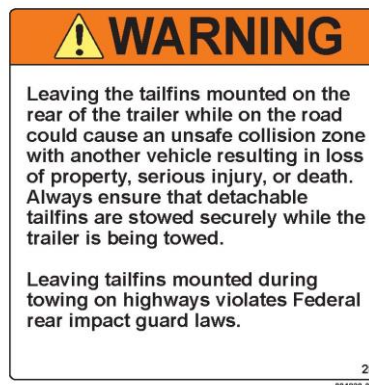 WARNING
Leaving the tailfins mounted on the
rear of the trailer while on the road
could cause an unsafe collision zone
with another vehicle resulting in loss
of property, serious injury, or death.
Always ensure that detachable
tailfins are stowed securely while the
trailer is being towed.
Leaving tailfins mounted during
towing on highways violates Federal
rear impact guard laws.